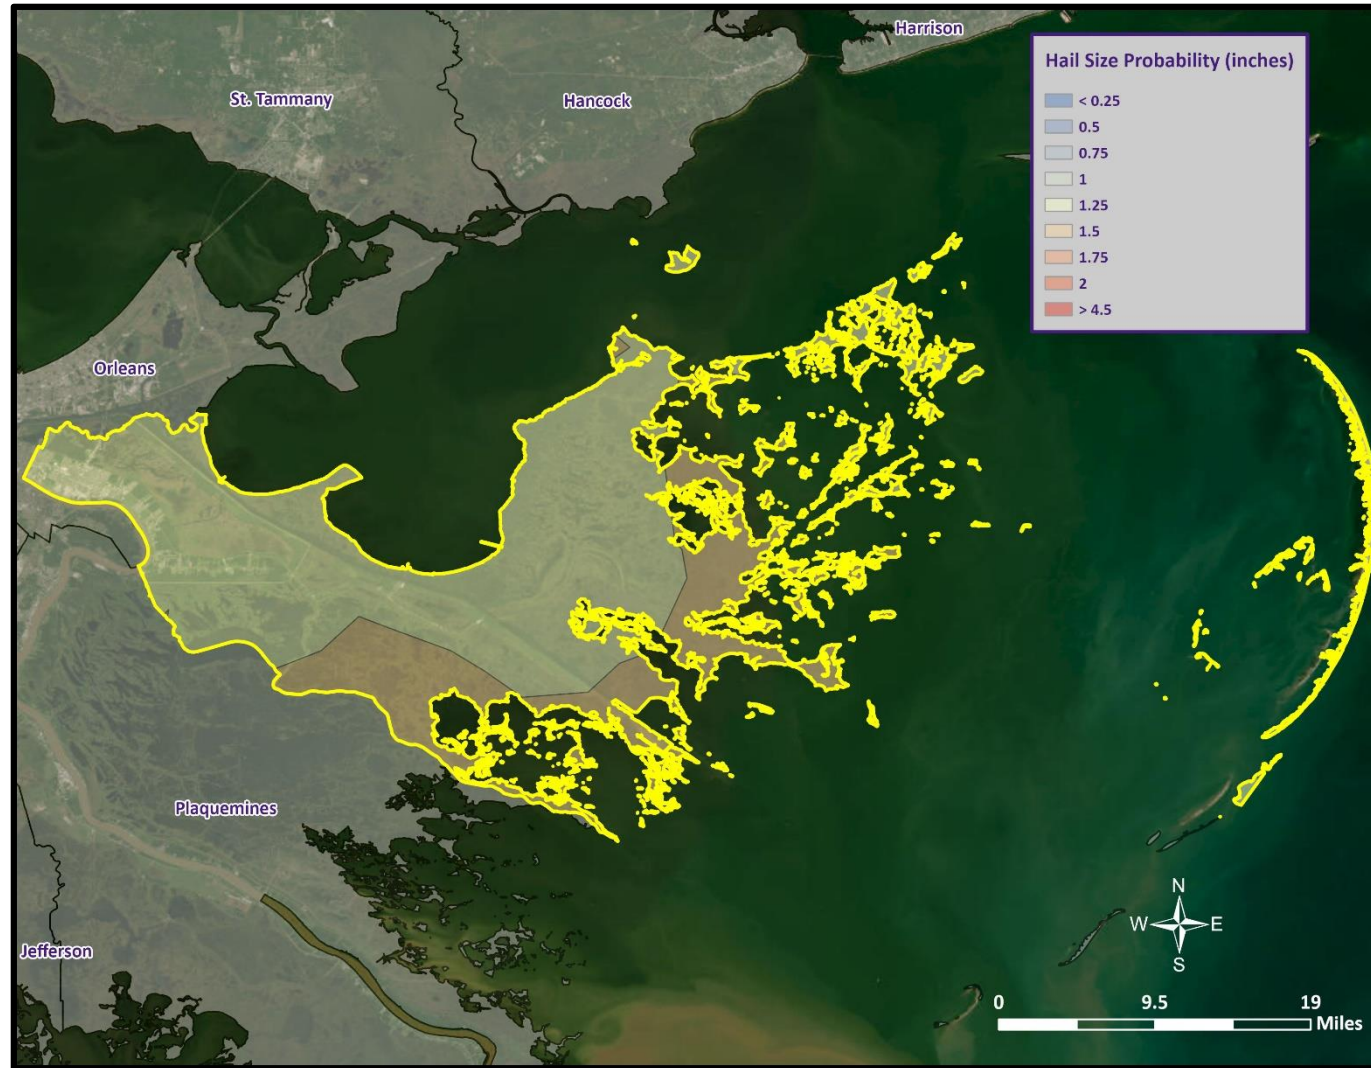 Harrison
St. Tammany
Hancock
Orleans
Plaquemines
Jefferson
Hail Size Probability (inches)
< 0.25
0.5
0.75
1
1.25
1.5
1.75
2
> 4.5
N
W E
S
0 9.5 19
Miles